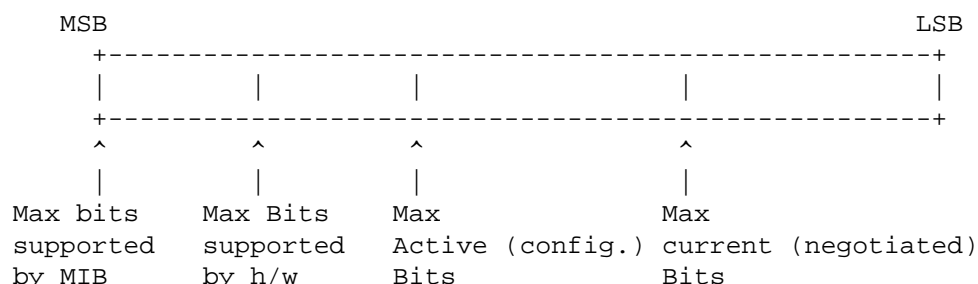 MSB LSB
+----------------------------------------------------+
| | | | |
+----------------------------------------------------+
^ ^ ^ ^
| | | |
Max bits Max Bits Max Max
supported supported Active (config.) current (negotiated)
by MIB by h/w Bits Bits